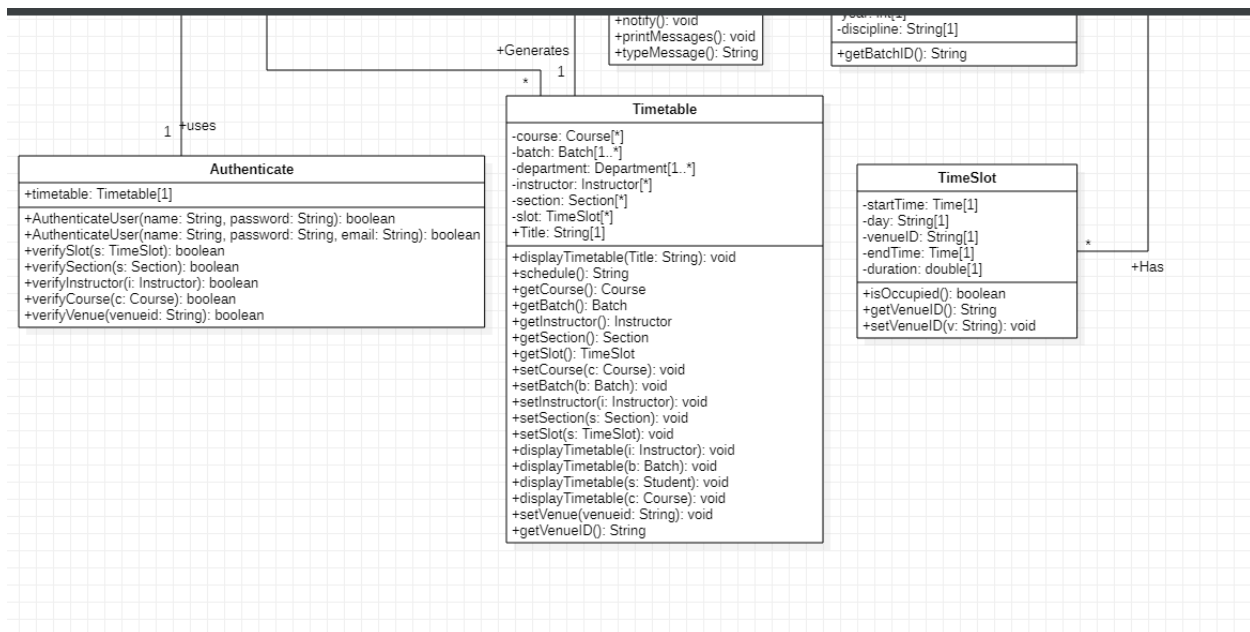 +notify(): void
+printMessages(): void
+typeMessage(): String
-discipline: String[1]
+getBatchID(): String
+Generates
1
*
1
+uses
Authenticate
+timetable: Timetable[1]
+AuthenticateUser(name: String, password: String): boolean
+AuthenticateUser(name: String, password: String, email: String): boolean
+verifySlot(s: TimeSlot): boolean
+verifySection(s: Section): boolean
+verifyInstructor(i: Instructor): boolean
+verifyCourse(c: Course): boolean
+verifyVenue(venueid: String): boolean
Timetable
-course: Course[*]
-batch: Batch[1..*]
-department: Department[1..*]
-instructor: Instructor[*]
-section: Section[*]
-slot: TimeSlot[*]
+Title: String[1]
+displayTimetable(Title: String): void
+schedule(): String
+getCourse(): Course
+getBatch(): Batch
+getInstructor(): Instructor
+getSection(): Section
+getSlot(): TimeSlot
+setCourse(c: Course): void
+setBatch(b: Batch): void
+setInstructor(i: Instructor): void
+setSection(s: Section): void
+setSlot(s: TimeSlot): void
+displayTimetable(i: Instructor): void
+displayTimetable(b: Batch): void
+displayTimetable(s: Student): void
+displayTimetable(c: Course): void
+setVenue(venueid: String): void
+getVenueID(): String
TimeSlot
-startTime: Time[1]
-day: String[1]
-venueID: String[1]
-endTime: Time[1]
-duration: double[1]
+isOccupied(): boolean
+getVenueID(): String
+setVenueID(v: String): void
*
+Has